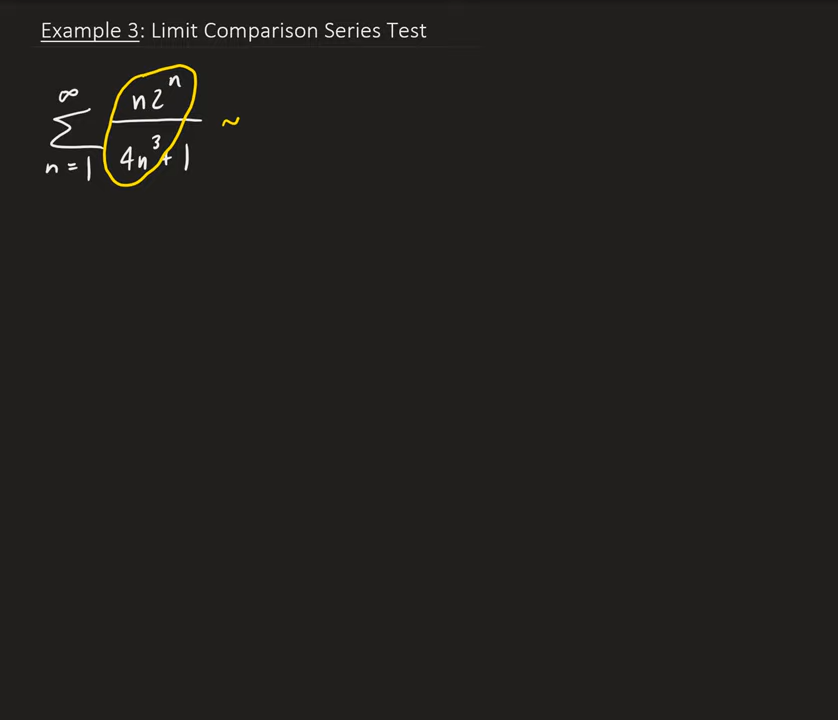 Example 3: Limit Comparison Series Test
∞
∑ n2ⁿ / 4n³ + 1 ~
n = 1